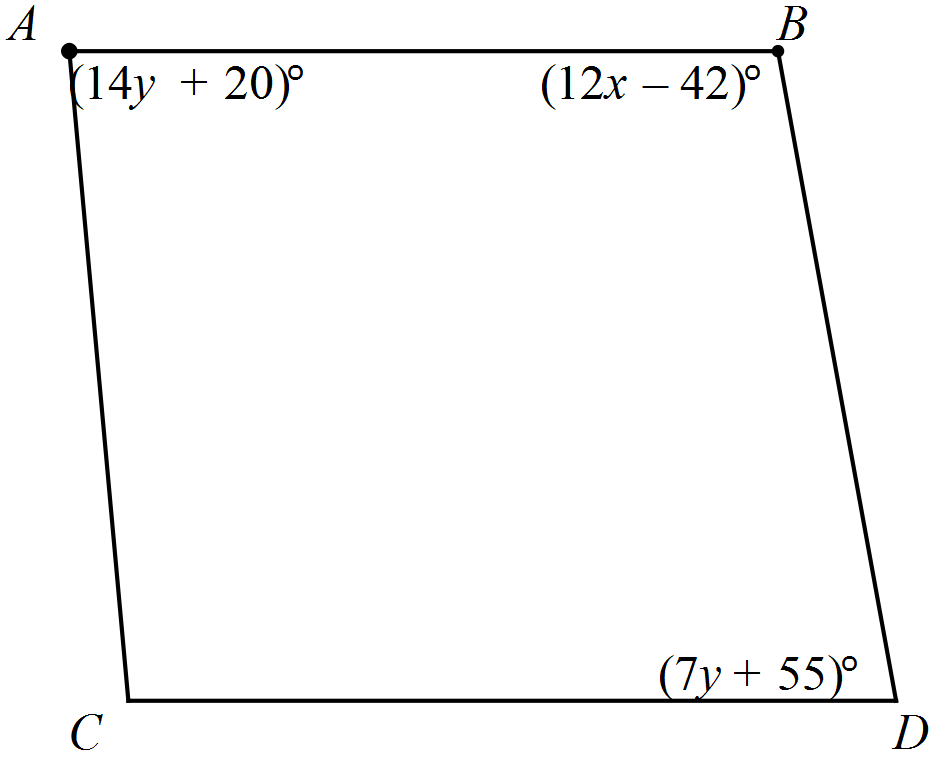 A B
(14y + 20)° (12x – 42)°
(7y + 55)°
C D